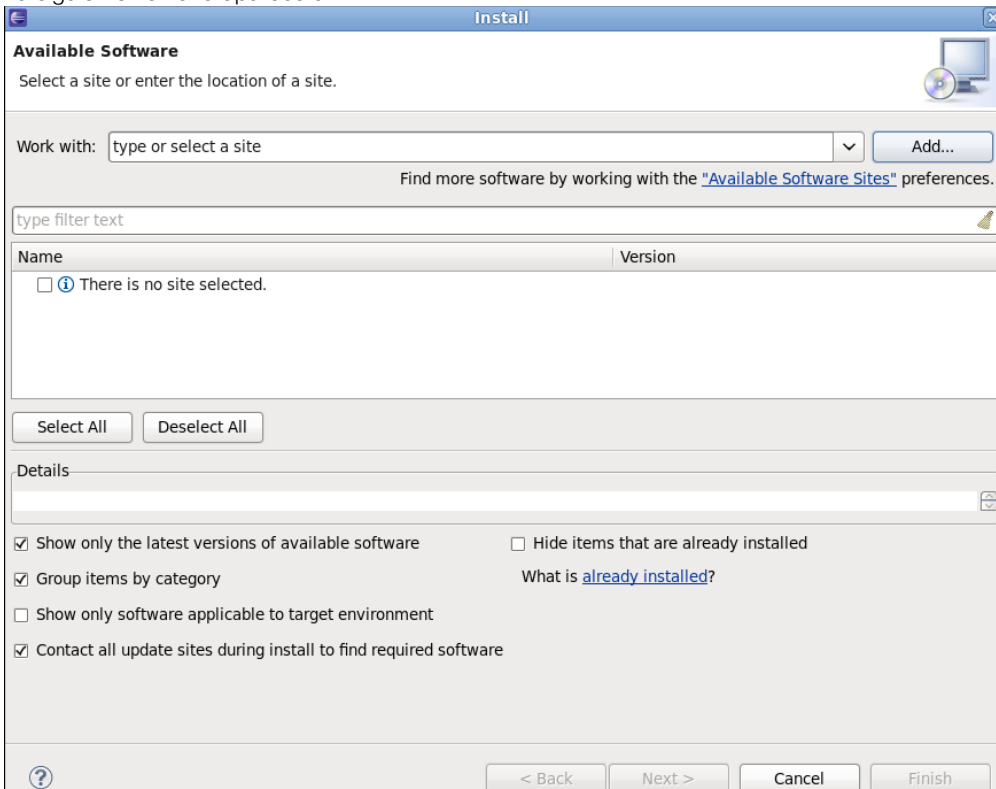 Install
Available Software
Select a site or enter the location of a site.
Work with: type or select a site Add...
Find more software by working with the "Available Software Sites" preferences.
type filter text
Name Version
There is no site selected.
Select All Deselect All
Details
Show only the latest versions of available software Hide items that are already installed
Group items by category What is already installed?
Show only software applicable to target environment
Contact all update sites during install to find required software
? < Back Next > Cancel Finish